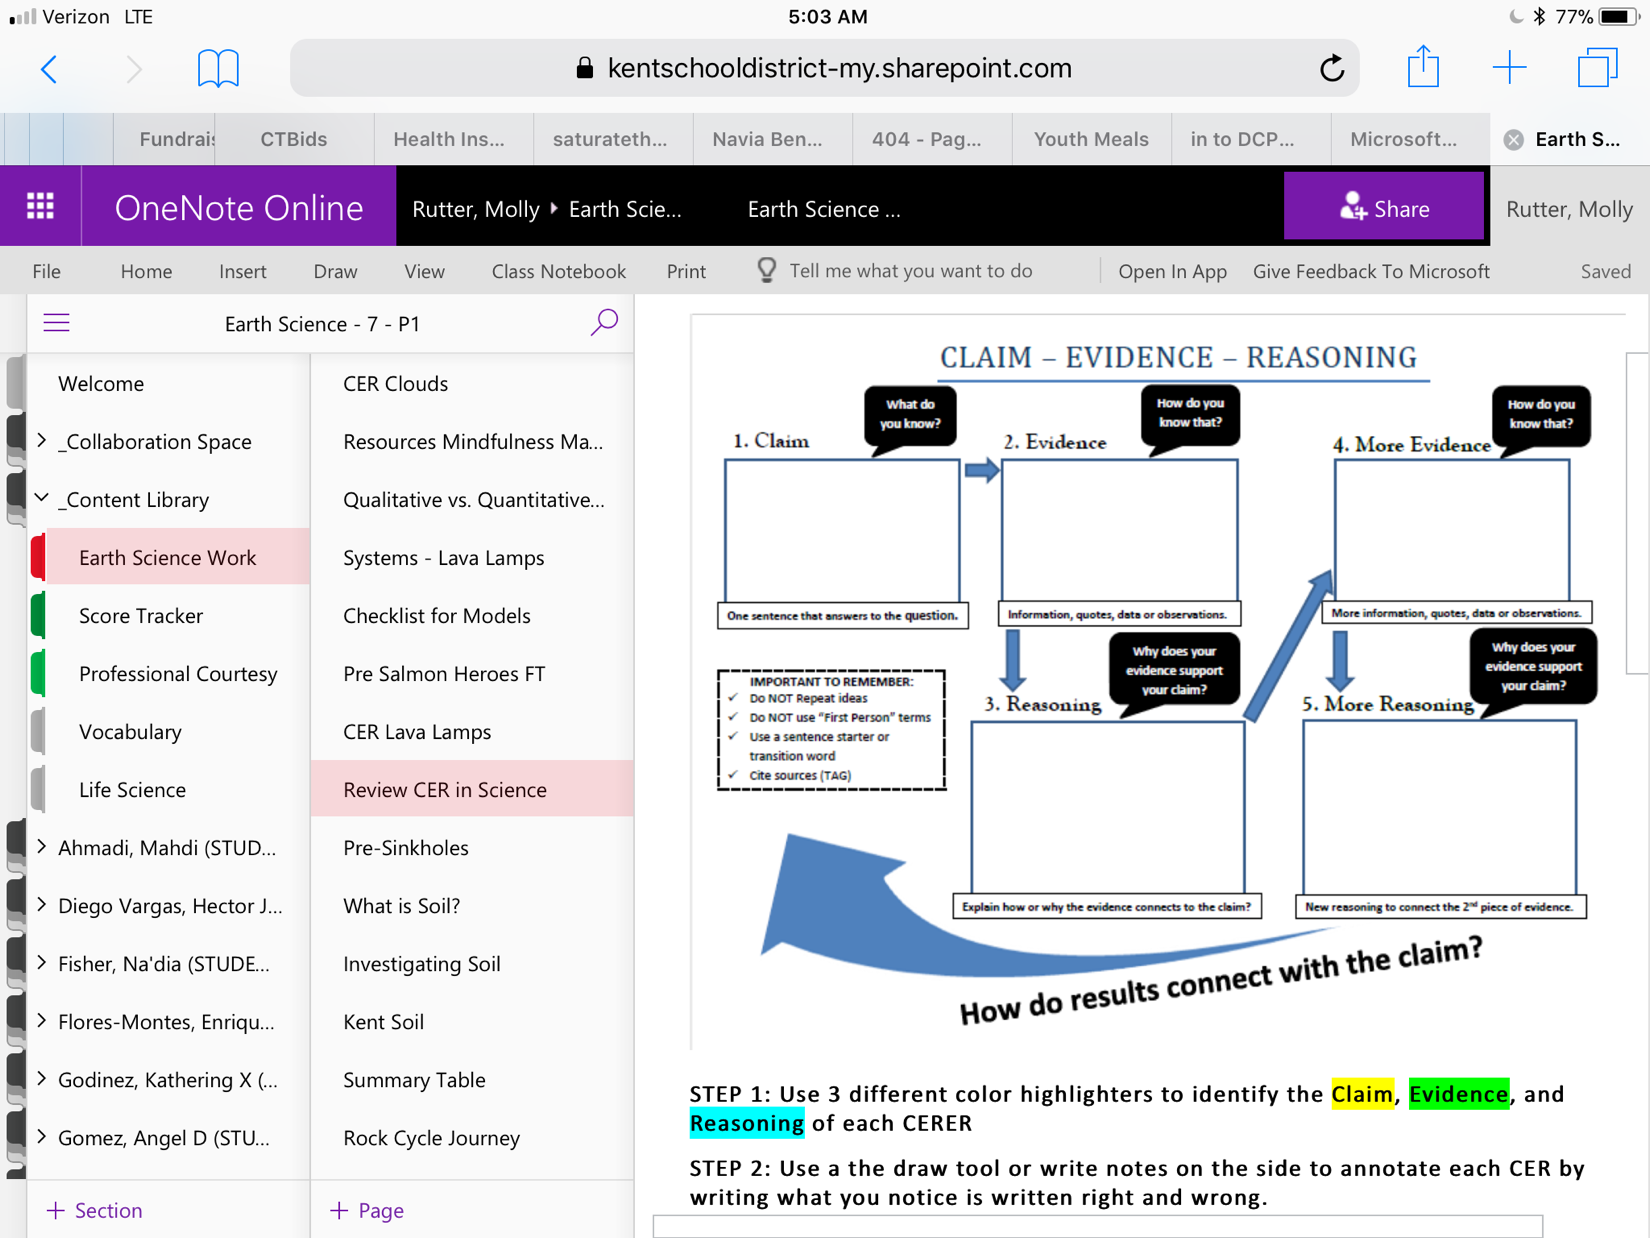 Verizon LTE
5:03 AM
77%
kentschooldistrict-my.sharepoint.com
Fundrais
CTBids
Health Ins...
saturateth...
Navia Ben...
404 - Pag...
Youth Meals
in to DCP...
Microsoft...
Earth S...
OneNote Online
Rutter, Molly
Earth Scie...
Earth Science ...
Share
Rutter, Molly
File
Home
Insert
Draw
View
Class Notebook
Print
Tell me what you want to do
Open In App
Give Feedback To Microsoft
Saved
Earth Science - 7 - P1
Welcome
_Collaboration Space
_Content Library
Earth Science Work
Score Tracker
Professional Courtesy
Vocabulary
Life Science
Ahmadi, Mahdi (STUD...
Diego Vargas, Hector J...
Fisher, Na'dia (STUDE...
Flores-Montes, Enriqu...
Godinez, Kathering X (...
Gomez, Angel D (STU...
+ Section
CER Clouds
Resources Mindfulness Ma...
Qualitative vs. Quantitative...
Systems - Lava Lamps
Checklist for Models
Pre Salmon Heroes FT
CER Lava Lamps
Review CER in Science
Pre-Sinkholes
What is Soil?
Investigating Soil
Kent Soil
Summary Table
Rock Cycle Journey
+ Page
CLAIM – EVIDENCE – REASONING
What do
you know?
1. Claim
One sentence that answers to the question.
How do you
know that?
2. Evidence
Information, quotes, data or observations.
Why does your
evidence support
your claim?
3. Reasoning
Explain how or why the evidence connects to the claim?
How do you
know that?
4. More Evidence
More information, quotes, data or observations.
Why does your
evidence support
your claim?
5. More Reasoning
New reasoning to connect the 2nd piece of evidence.
IMPORTANT TO REMEMBER:
✓ Do NOT Repeat ideas
✓ Do NOT use “First Person” terms
✓ Use a sentence starter or
transition word
✓ Cite sources (TAG)
How do results connect with the claim?
STEP 1: Use 3 different color highlighters to identify the Claim, Evidence, and
Reasoning of each CERER
STEP 2: Use a the draw tool or write notes on the side to annotate each CER by
writing what you notice is written right and wrong.